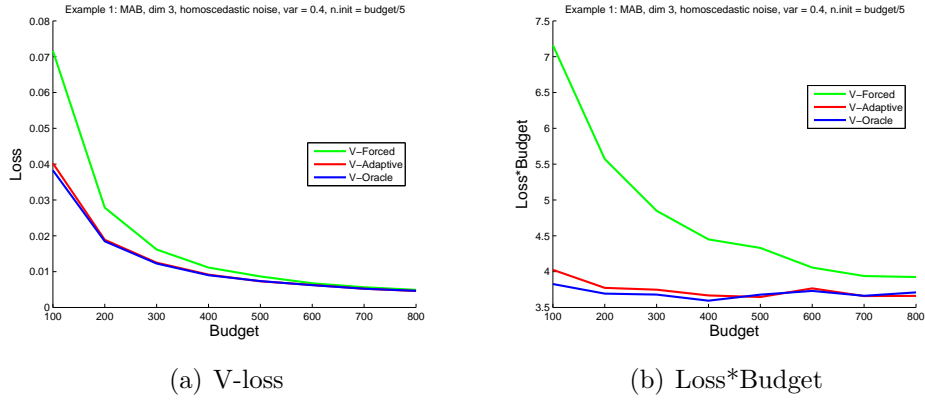 Example 1: MAB, dim 3, homoscedastic noise, var = 0.4, n.init = budget/5
0.08
0.07
0.06
0.05
0.04
0.03
0.02
0.01
0
Loss
V-Forced
V-Adaptive
V-Oracle
100 200 300 400 500 600 700 800
Budget
(a) V-loss
Example 1: MAB, dim 3, homoscedastic noise, var = 0.4, n.init = budget/5
7.5
7
6.5
6
5.5
5
4.5
4
3.5
Loss*Budget
V-Forced
V-Adaptive
V-Oracle
100 200 300 400 500 600 700 800
Budget
(b) Loss*Budget